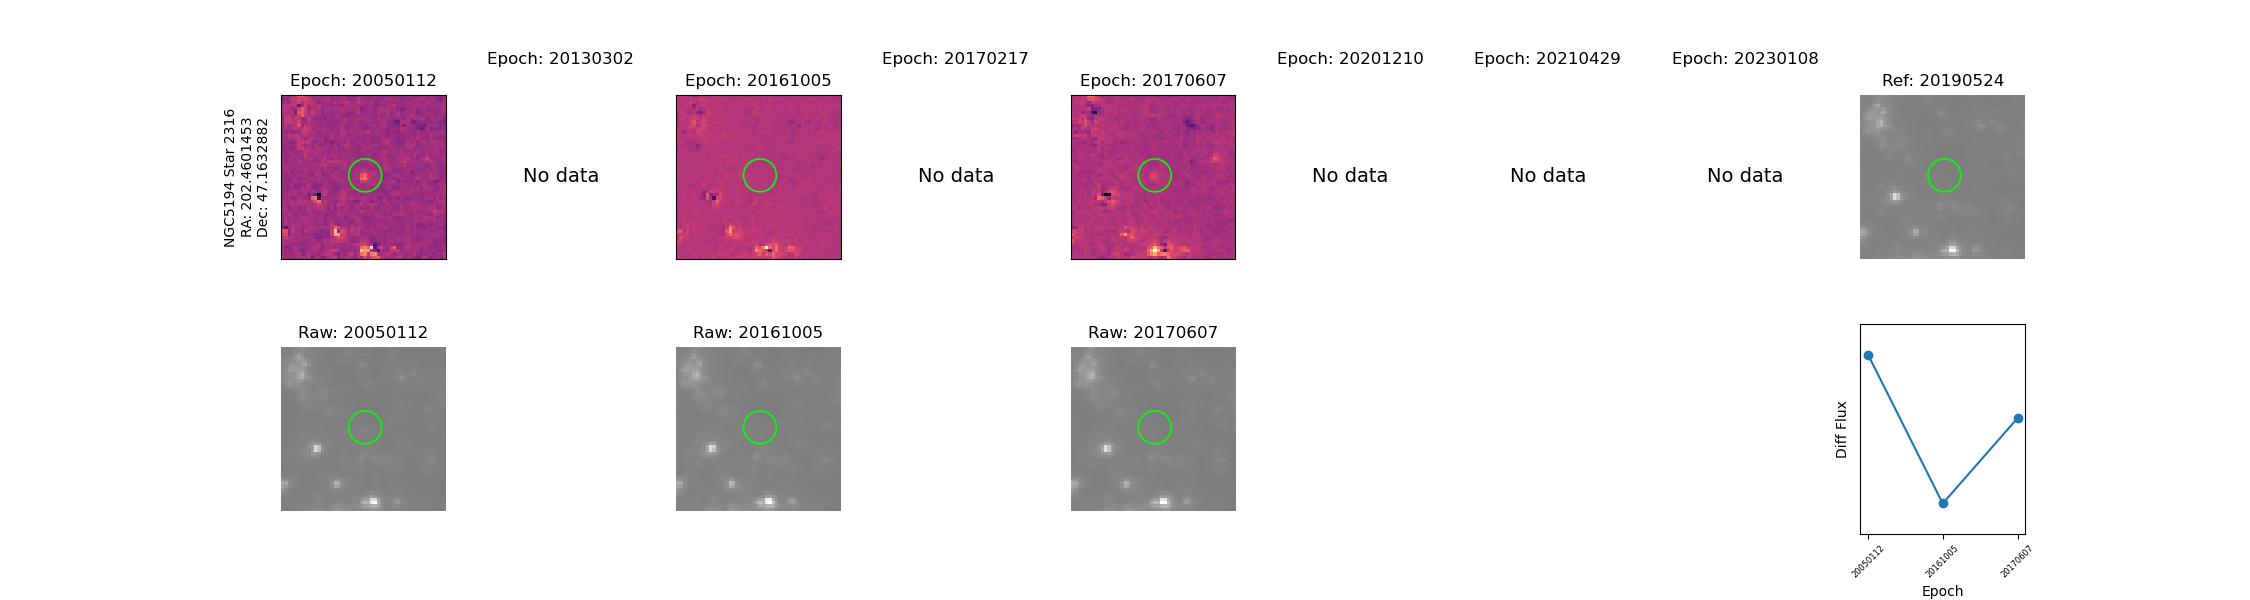 Epoch: 20130302
Epoch: 20170217
Epoch: 20201210
Epoch: 20210429
Epoch: 20230108
Epoch: 20050112
Epoch: 20161005
Epoch: 20170607
Ref: 20190524
NGC5194 Star 2316
RA: 202.4601453
Dec: 47.1632882
No data
No data
No data
No data
No data
Raw: 20050112
Raw: 20161005
Raw: 20170607
Diff Flux
20050112
20161005
20170607
Epoch